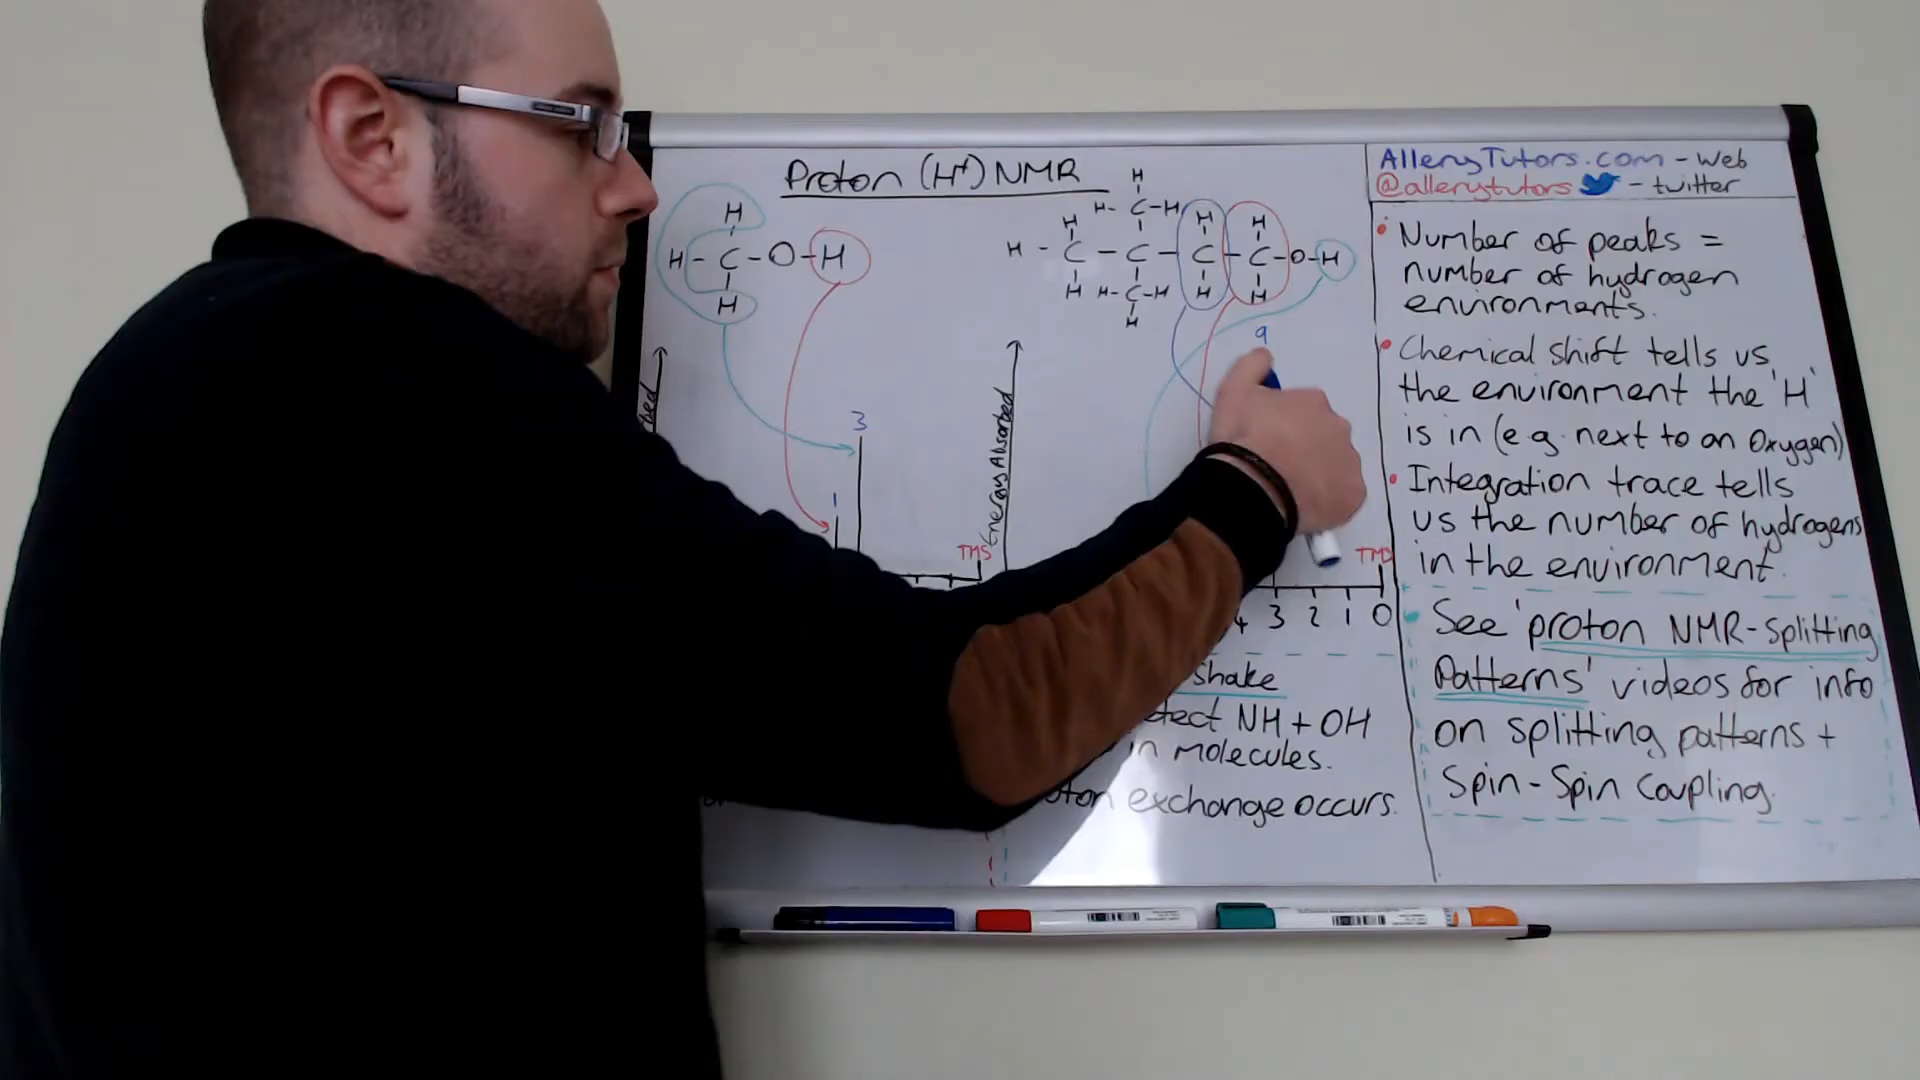 Proton (H⁺) NMR
H
H - C - O - H
H
3
1
TMS
H
H - C - H
H H H
H - C - C - C - C - O - H
H H - C - H H H
H
9
Energy Absorbed
TMS
4 3 2 1 0
Shake
NH + OH
in molecules.
exchange occurs.
AlleryTutors.com - Web
@allerytutors - twitter
• Number of peaks =
number of hydrogen
environments.
• Chemical shift tells us
the environment the 'H'
is in (e.g. next to an Oxygen)
• Integration trace tells
us the number of hydrogens
in the environment.
• See 'proton NMR-Splitting
Patterns' videos for info
on splitting patterns +
Spin-Spin Coupling.